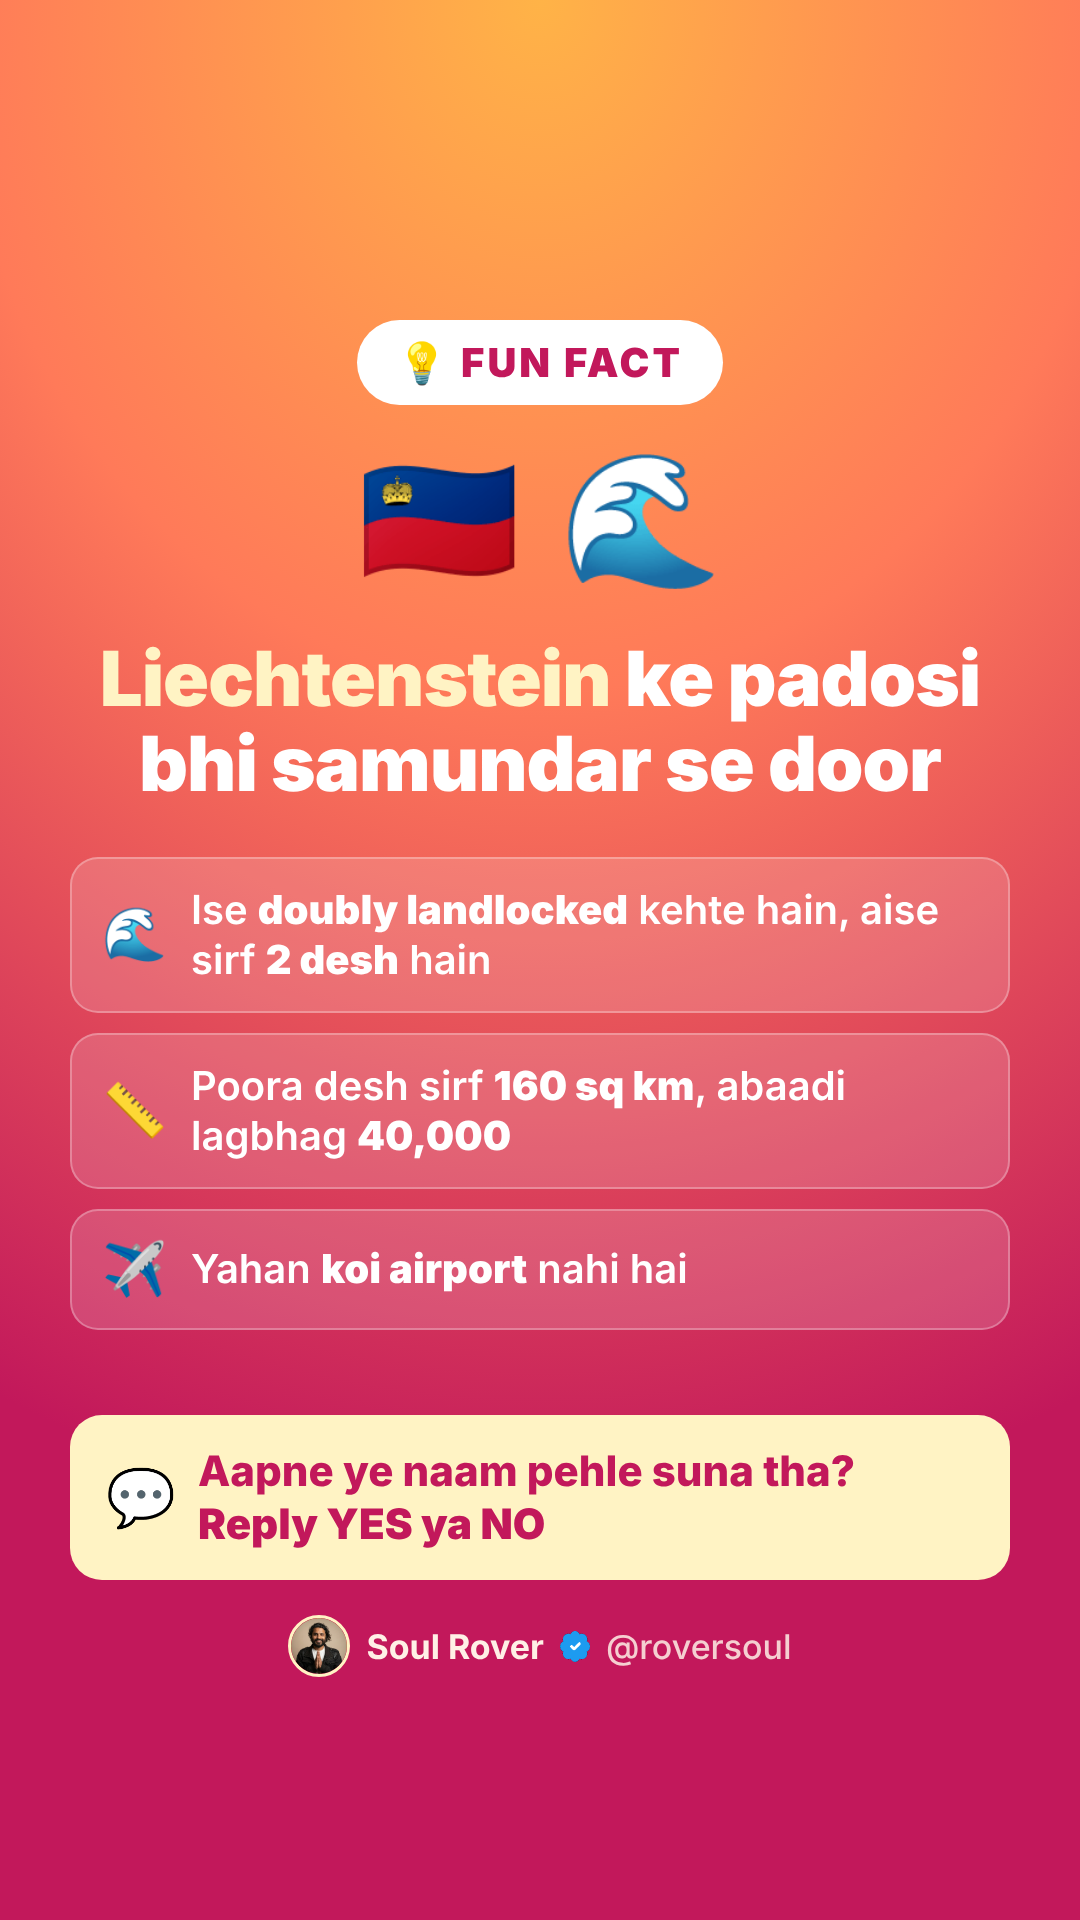 💡 FUN FACT
Liechtenstein ke padosi
bhi samundar se door
Ise doubly landlocked kehte hain, aise
sirf 2 desh hain
Poora desh sirf 160 sq km, abaadi
lagbhag 40,000
Yahan koi airport nahi hai
Aapne ye naam pehle suna tha?
Reply YES ya NO
Soul Rover @roversoul